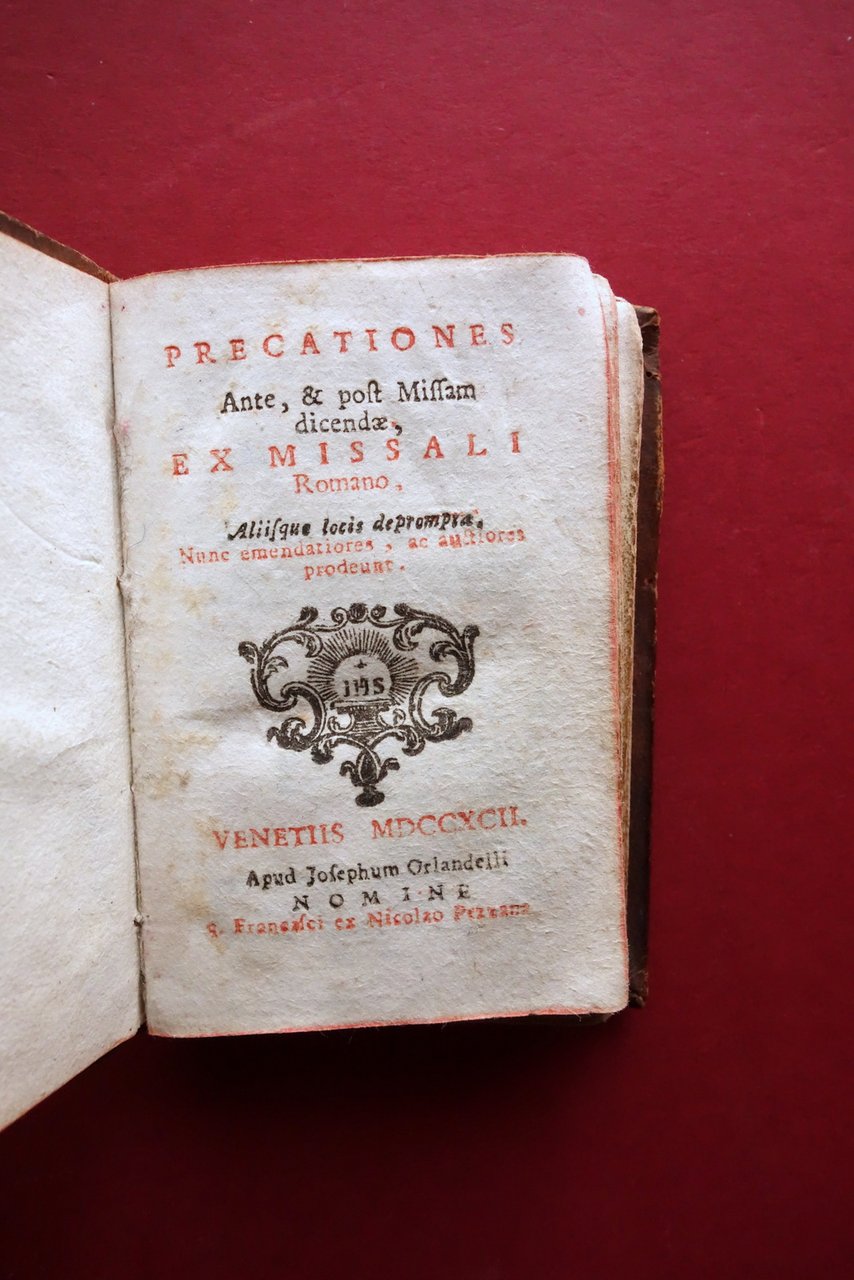 PRECATIONES
Ante, & poſt Miſſam
dicendæ,
EX MISSALI
Romano,
Aliiſque locis deprompta,
Nunc emendatiores, ac auctiores
prodeunt.
IHS
VENETIIS MDCCXCII.
Apud Joſephum Orlandelli
NOMINE
q. Franciſci ex Nicolao Pezzana